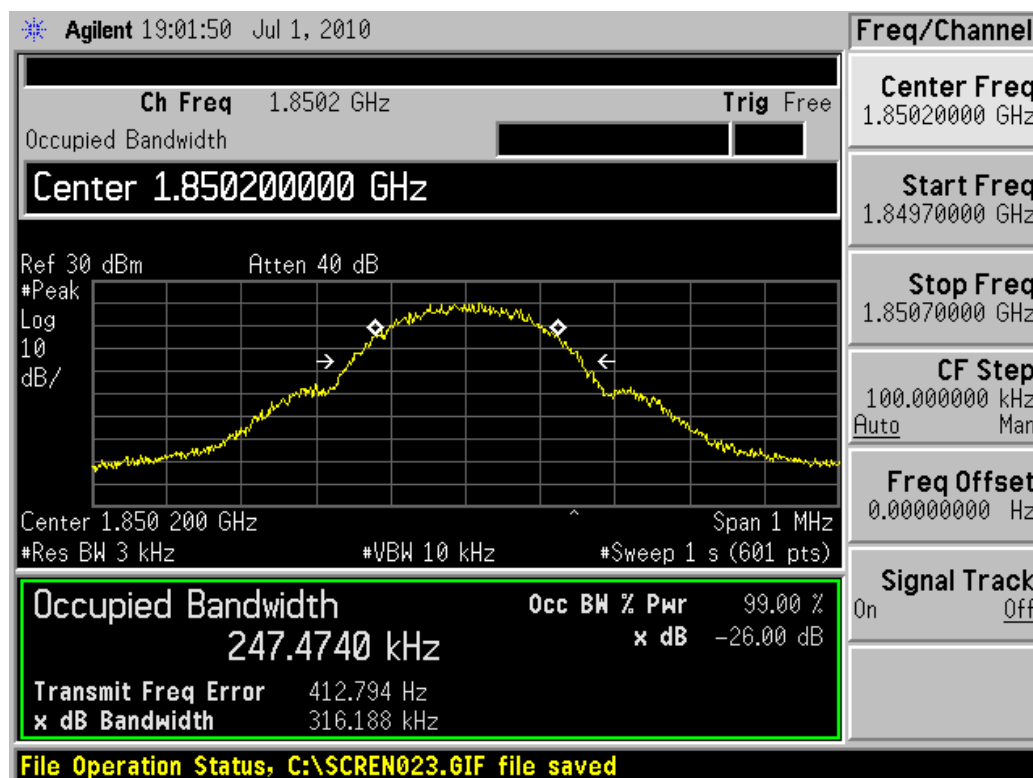 Agilent 19:01:50 Jul 1, 2010
Freq/Channel
Ch Freq 1.8502 GHz Trig Free
Occupied Bandwidth
Center 1.850200000 GHz
Ref 30 dBm Atten 40 dB
#Peak
Log
10
dB/
Center 1.850 200 GHz Span 1 MHz
#Res BW 3 kHz #VBW 10 kHz #Sweep 1 s (601 pts)
Occupied Bandwidth
247.4740 kHz
Occ BW % Pwr 99.00 %
x dB -26.00 dB
Transmit Freq Error 412.794 Hz
x dB Bandwidth 316.188 kHz
Center Freq
1.85020000 GHz
Start Freq
1.84970000 GHz
Stop Freq
1.85070000 GHz
CF Step
100.000000 kHz
Auto Man
Freq Offset
0.00000000 Hz
Signal Track
On Off
File Operation Status, C:\SCREN023.GIF file saved